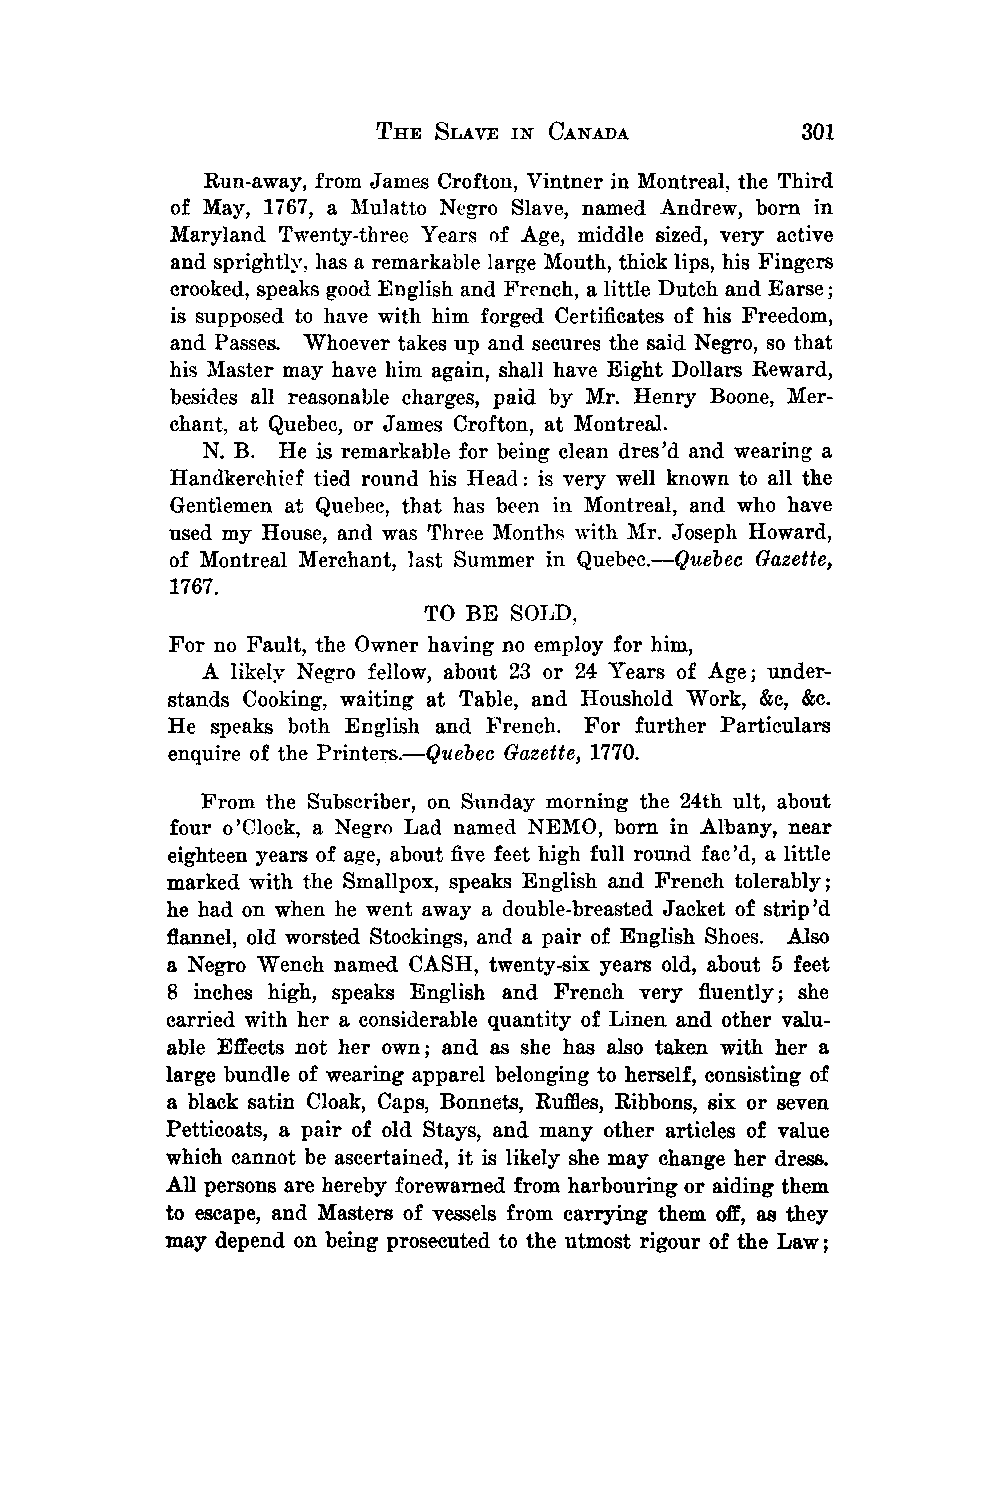 THE SLAVE IN CANADA 301
Run-away, from James Crofton, Vintner in Montreal, the Third
of May, 1767, a Mulatto Negro Slave, named Andrew, born in
Maryland Twenty-three Years of Age, middle sized, very active
and sprightly, has a remarkable large Mouth, thick lips, his Fingers
crooked, speaks good English and French, a little Dutch and Earse;
is supposed to have with him forged Certificates of his Freedom,
and Passes. Whoever takes up and secures the said Negro, so that
his Master may have him again, shall have Eight Dollars Reward,
besides all reasonable charges, paid by Mr. Henry Boone, Mer-
chant, at Quebec, or James Crofton, at Montreal.
N. B. He is remarkable for being clean dres'd and wearing a
Handkerchief tied round his Head: is very well known to all the
Gentlemen at Quebec, that has been in Montreal, and who have
used my House, and was Three Months with Mr. Joseph Howard,
of Montreal Merchant, last Summer in Quebec.—Quebec Gazette,
1767.
TO BE SOLD,
For no Fault, the Owner having no employ for him,
A likely Negro fellow, about 23 or 24 Years of Age; under-
stands Cooking, waiting at Table, and Houshold Work, &c, &c.
He speaks both English and French. For further Particulars
enquire of the Printers.—Quebec Gazette, 1770.
From the Subscriber, on Sunday morning the 24th ult, about
four o'Clock, a Negro Lad named NEMO, born in Albany, near
eighteen years of age, about five feet high full round fac'd, a little
marked with the Smallpox, speaks English and French tolerably;
he had on when he went away a double-breasted Jacket of strip'd
flannel, old worsted Stockings, and a pair of English Shoes. Also
a Negro Wench named CASH, twenty-six years old, about 5 feet
8 inches high, speaks English and French very fluently; she
carried with her a considerable quantity of Linen and other valu-
able Effects not her own; and as she has also taken with her a
large bundle of wearing apparel belonging to herself, consisting of
a black satin Cloak, Caps, Bonnets, Ruffles, Ribbons, six or seven
Petticoats, a pair of old Stays, and many other articles of value
which cannot be ascertained, it is likely she may change her dress.
All persons are hereby forewarned from harbouring or aiding them
to escape, and Masters of vessels from carrying them off, as they
may depend on being prosecuted to the utmost rigour of the Law;